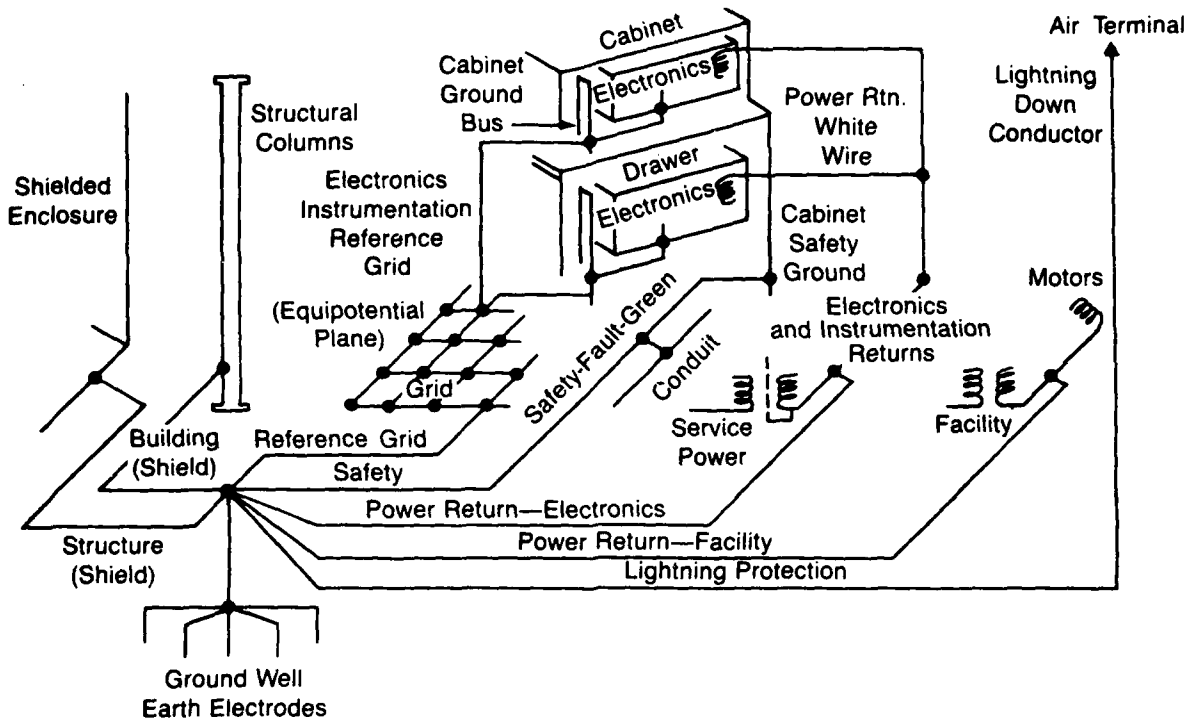 Cabinet
Air Terminal
Cabinet
Ground
Bus
Electronics
Structural
Columns
Power Rtn.
White
Wire
Lightning
Down
Conductor
Shielded
Enclosure
Electronics
Instrumentation
Reference
Grid
Drawer
Electronics
Cabinet
Safety
Ground
Motors
(Equipotential
Plane)
Electronics
and Instrumentation
Returns
Grid
Safety-Fault-Green
Conduit
Building
(Shield)
Reference Grid
Service
Power
Facility
Safety
Power Return—Electronics
Structure
(Shield)
Power Return—Facility
Lightning Protection
Ground Well
Earth Electrodes